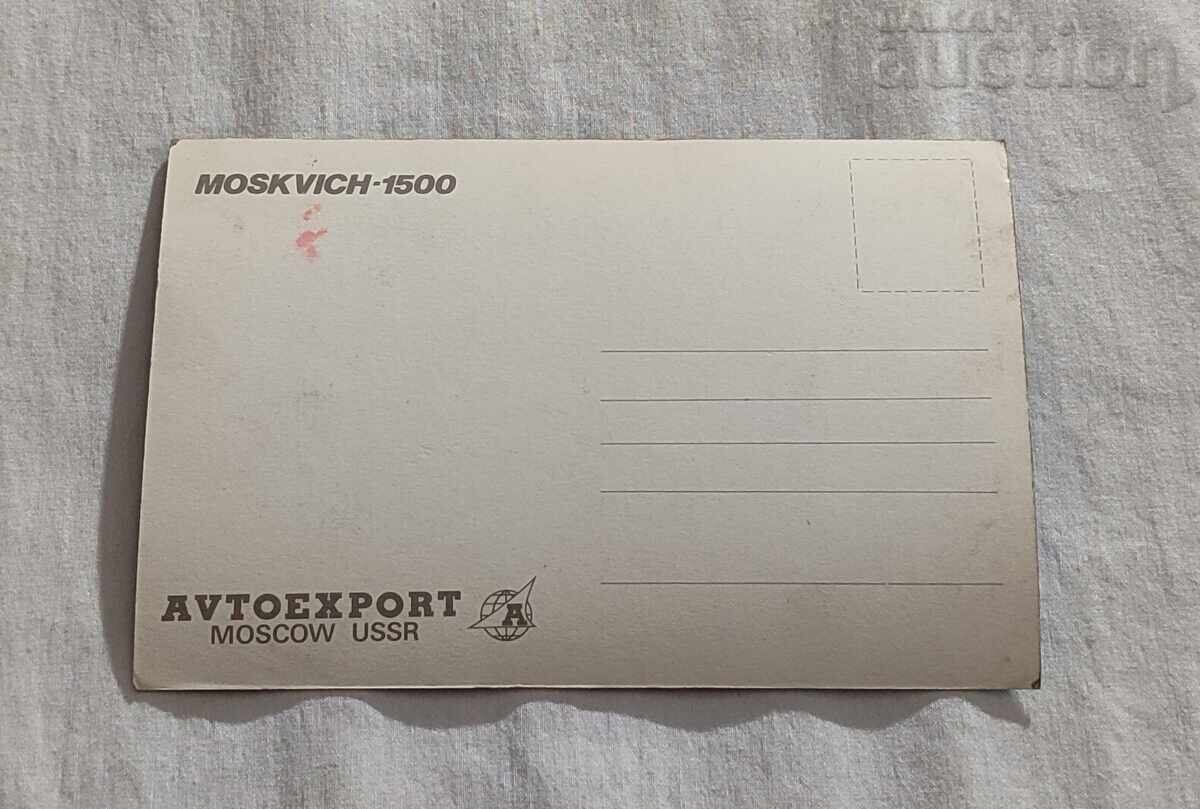 auction
MOSKVICH-1500
AVTOEXPORT
MOSCOW USSR
A